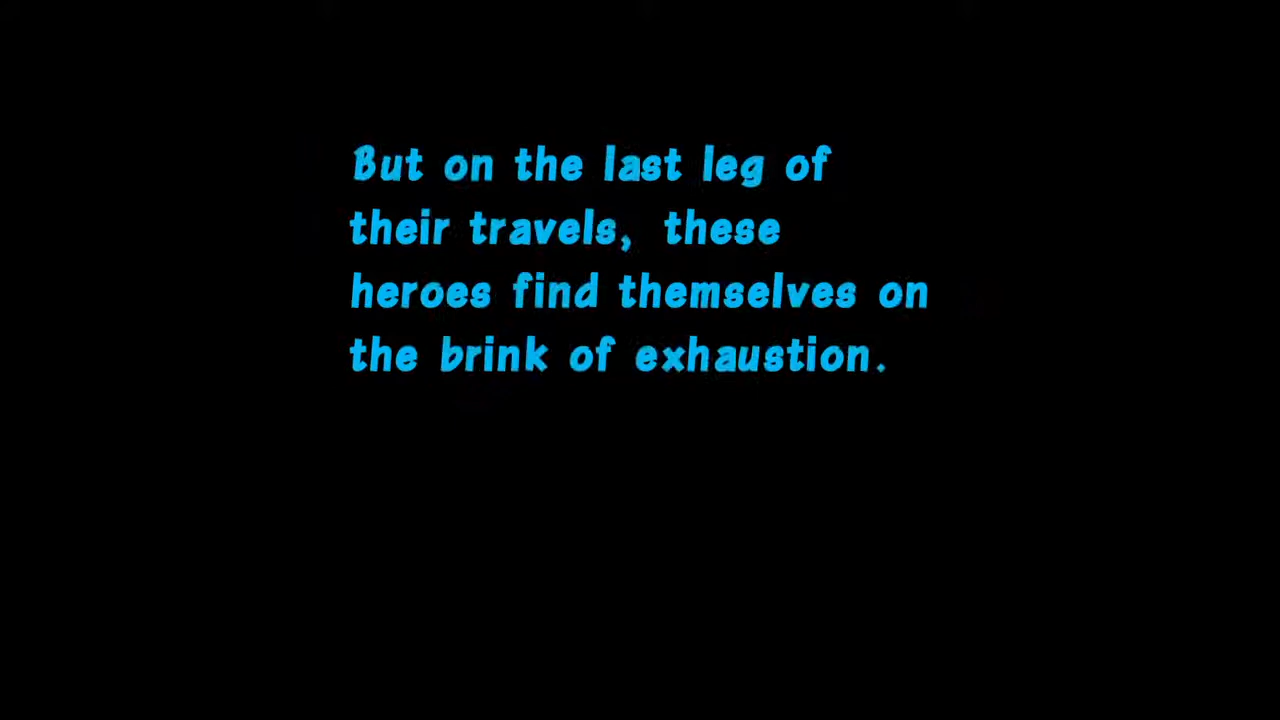 But on the last leg of
their travels, these
heroes find themselves on
the brink of exhaustion.